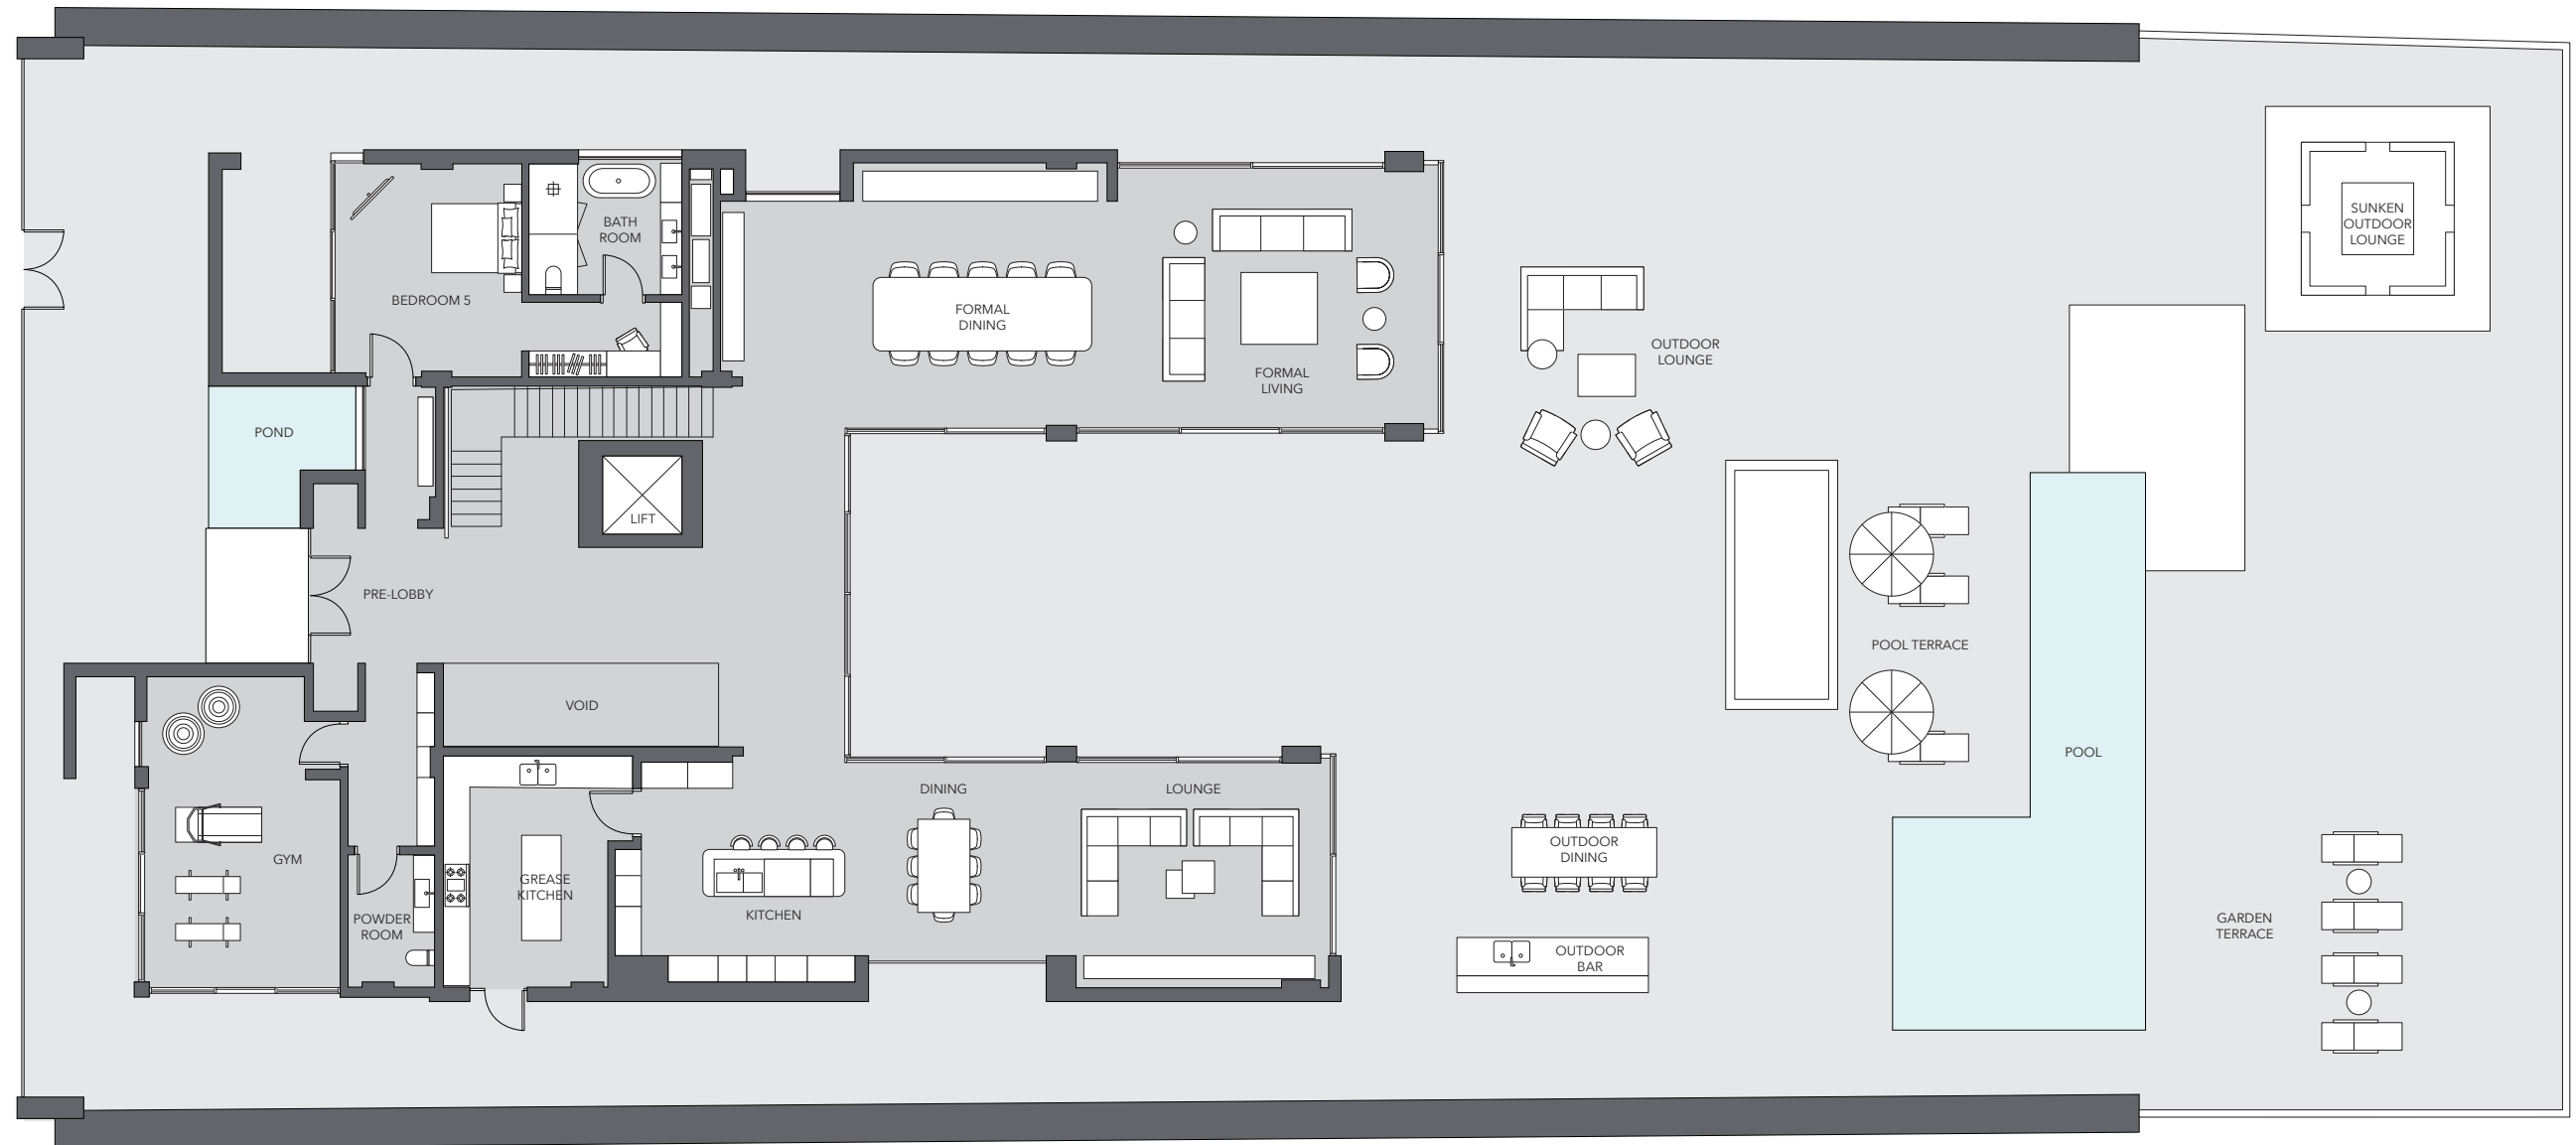 SUNKEN
OUTDOOR
LOUNGE
BATH
ROOM
BEDROOM 5
FORMAL
DINING
FORMAL
LIVING
OUTDOOR
LOUNGE
POND
LIFT
PRE-LOBBY
POOL TERRACE
VOID
POOL
DINING
LOUNGE
GYM
GREASE
KITCHEN
KITCHEN
OUTDOOR
DINING
POWDER
ROOM
GARDEN
TERRACE
OUTDOOR
BAR